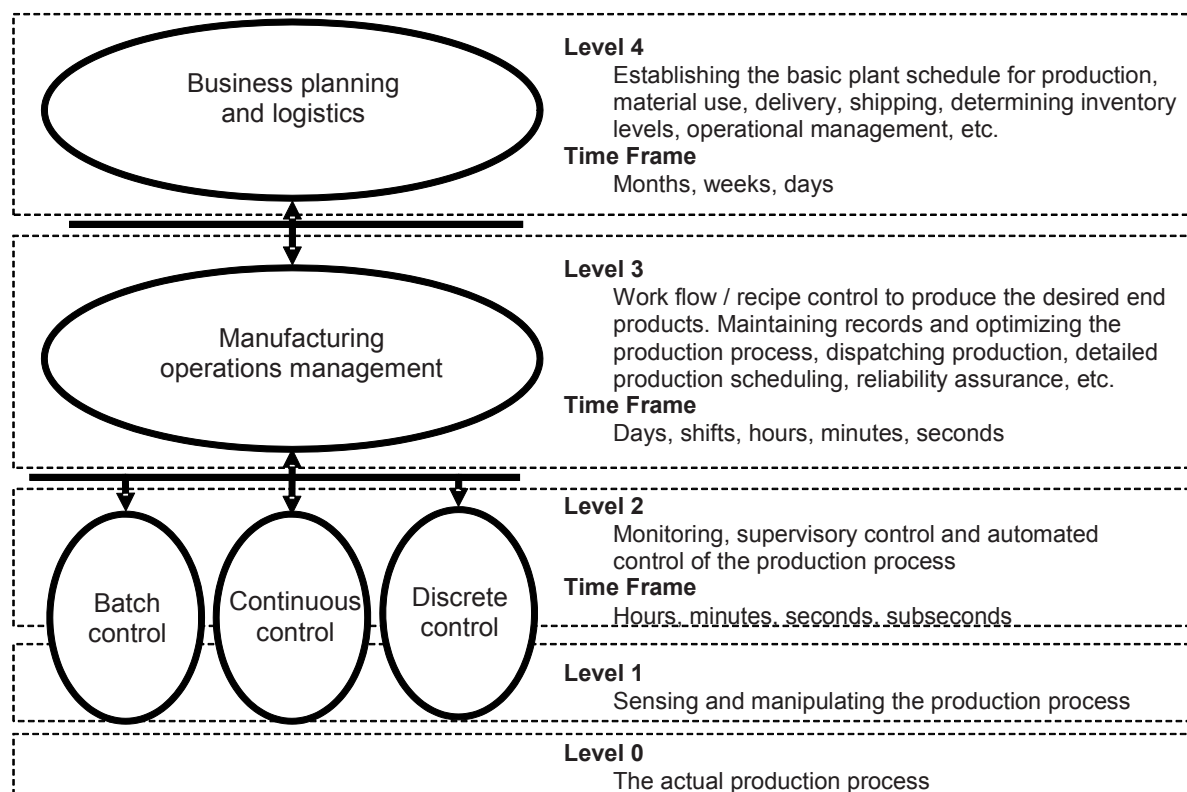 Business planning
and logistics
Level 4
Establishing the basic plant schedule for production,
material use, delivery, shipping, determining inventory
levels, operational management, etc.
Time Frame
Months, weeks, days
Manufacturing
operations management
Level 3
Work flow / recipe control to produce the desired end
products. Maintaining records and optimizing the
production process, dispatching production, detailed
production scheduling, reliability assurance, etc.
Time Frame
Days, shifts, hours, minutes, seconds
Batch
control
Continuous
control
Discrete
control
Level 2
Monitoring, supervisory control and automated
control of the production process
Time Frame
Hours, minutes, seconds, subseconds
Level 1
Sensing and manipulating the production process
Level 0
The actual production process